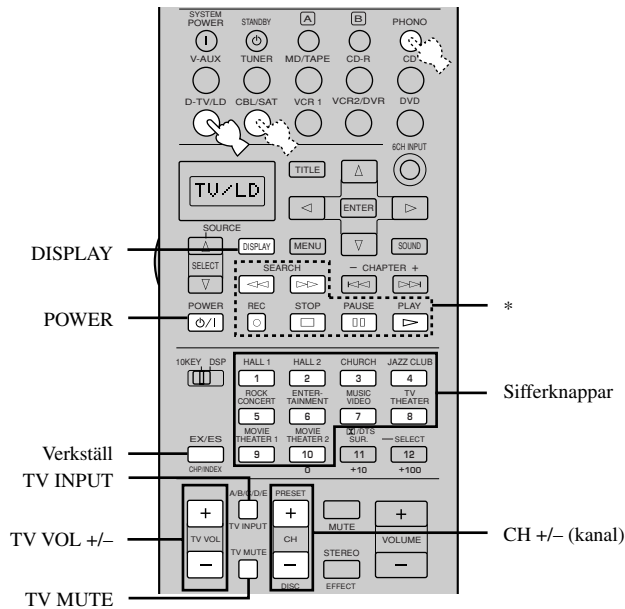 SYSTEM POWER STANDBY A B PHONO
V-AUX TUNER MD/TAPE CD-R CD
D-TV/LD CBL/SAT VCR 1 VCR2/DVR DVD
6CH INPUT
TITLE
TV/LD
ENTER
SOURCE
DISPLAY
DISPLAY MENU SOUND
SELECT
SEARCH – CHAPTER +
POWER
POWER REC STOP PAUSE PLAY
*
10KEY DSP
HALL 1 HALL 2 CHURCH JAZZ CLUB
1 2 3 4
ROCK CONCERT ENTER-TAINMENT MUSIC VIDEO TV THEATER
Sifferknappar
5 6 7 8
MOVIE THEATER 1 MOVIE THEATER 2 /DTS SUR. SELECT
EX/ES
Verkställ
9 10 11 12
CHP/INDEX 0 +10 +100
TV INPUT
A/B/C/D/E PRESET
+ TV INPUT + MUTE +
TV VOL +/–
TV VOL CH VOLUME
CH +/– (kanal)
– TV MUTE – STEREO –
TV MUTE
DISC EFFECT